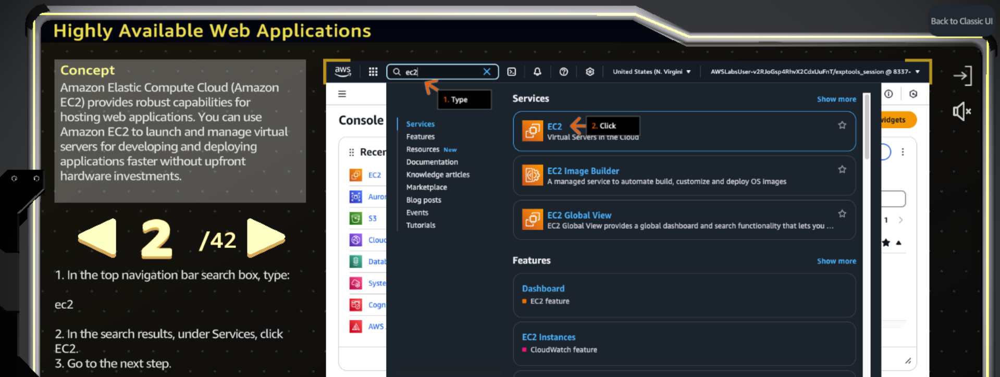 Back to Classic UI
Highly Available Web Applications
Concept
Amazon Elastic Compute Cloud (Amazon
EC2) provides robust capabilities for
hosting web applications. You can use
Amazon EC2 to launch and manage virtual
servers for developing and deploying
applications faster without upfront
hardware investments.
2 /42
1. In the top navigation bar search box, type:
ec2
2. In the search results, under Services, click
EC2.
3. Go to the next step.
aws
ec2
United States (N. Virgini
AWSLabsUser-v2RJoGsp4RhvX2CdxUuFnT/exptools_session @ 8337-
1. Type
Console
Recer
EC2
Auror
S3
Cloud
Datab
Syste
Cogn
AWS
Services
Features
Resources New
Documentation
Knowledge articles
Marketplace
Blog posts
Events
Tutorials
Services
Show more
EC2
2. Click
Virtual Servers in the Cloud
EC2 Image Builder
A managed service to automate build, customize and deploy OS images
EC2 Global View
EC2 Global View provides a global dashboard and search functionality that lets you ...
Features
Show more
Dashboard
EC2 feature
EC2 Instances
CloudWatch feature
widgets
1